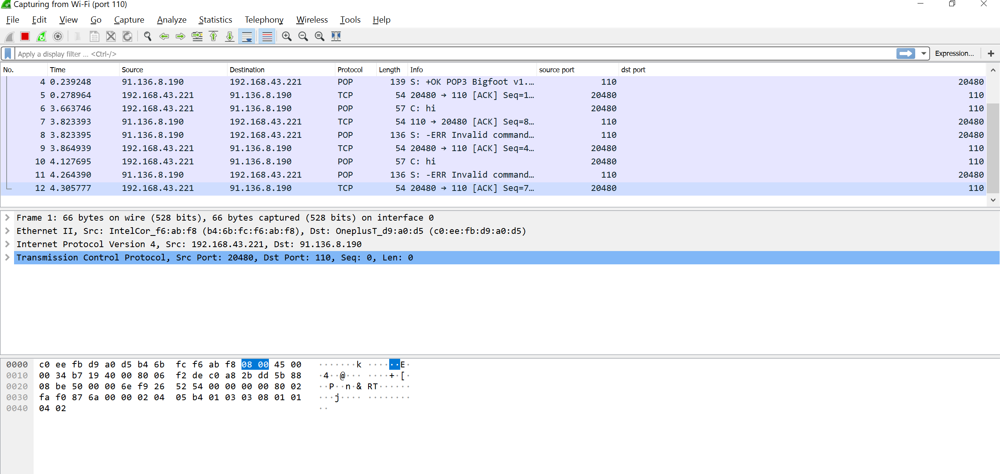 Capturing from Wi-Fi (port 110)
File Edit View Go Capture Analyze Statistics Telephony Wireless Tools Help
Apply a display filter ... <Ctrl-/> Expression... +
No. Time Source Destination Protocol Length Info source port dst port
4 0.239248 91.136.8.190 192.168.43.221 POP 139 S: +OK POP3 Bigfoot v1.… 110 20480
5 0.278964 192.168.43.221 91.136.8.190 TCP 54 20480 → 110 [ACK] Seq=1… 20480 110
6 3.663746 192.168.43.221 91.136.8.190 POP 57 C: hi 20480 110
7 3.823393 91.136.8.190 192.168.43.221 TCP 54 110 → 20480 [ACK] Seq=8… 110 20480
8 3.823395 91.136.8.190 192.168.43.221 POP 136 S: -ERR Invalid command… 110 20480
9 3.864939 192.168.43.221 91.136.8.190 TCP 54 20480 → 110 [ACK] Seq=4… 20480 110
10 4.127695 192.168.43.221 91.136.8.190 POP 57 C: hi 20480 110
11 4.264390 91.136.8.190 192.168.43.221 POP 136 S: -ERR Invalid command… 110 20480
12 4.305777 192.168.43.221 91.136.8.190 TCP 54 20480 → 110 [ACK] Seq=7… 20480 110
Frame 1: 66 bytes on wire (528 bits), 66 bytes captured (528 bits) on interface 0
Ethernet II, Src: IntelCor_f6:ab:f8 (b4:6b:fc:f6:ab:f8), Dst: OneplusT_d9:a0:d5 (c0:ee:fb:d9:a0:d5)
Internet Protocol Version 4, Src: 192.168.43.221, Dst: 91.136.8.190
Transmission Control Protocol, Src Port: 20480, Dst Port: 110, Seq: 0, Len: 0
0000 c0 ee fb d9 a0 d5 b4 6b fc f6 ab f8 08 00 45 00 ·······k ······E·
0010 00 34 b7 19 40 00 80 06 f2 de c0 a8 2b dd 5b 88 ·4··@··· ····+·[·
0020 08 be 50 00 00 6e f9 26 52 54 00 00 00 00 80 02 ··P··n·& RT······
0030 fa f0 87 6a 00 00 02 04 05 b4 01 03 03 08 01 01 ···j···· ········
0040 04 02 ··